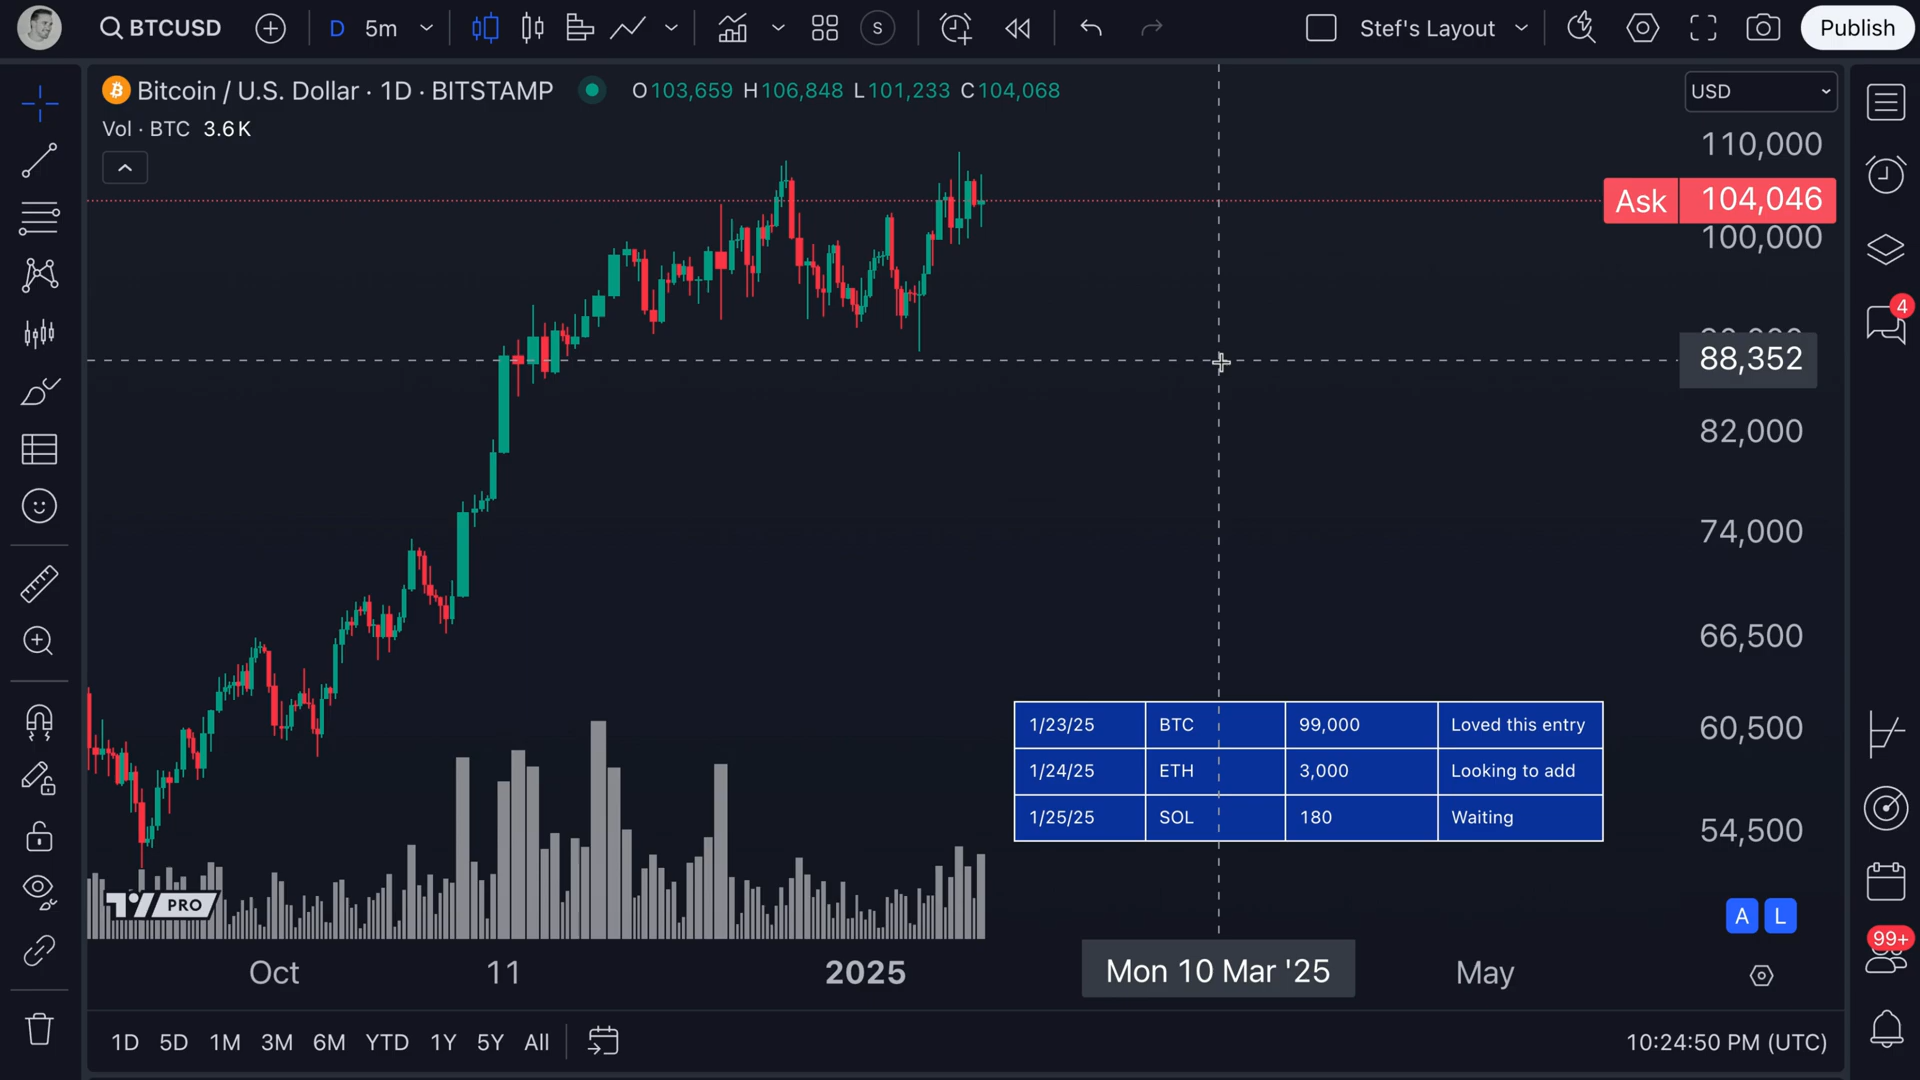 BTCUSD
D 5m
S
Stef's Layout
Publish
Bitcoin / U.S. Dollar · 1D · BITSTAMP
O103,659 H106,848 L101,233 C104,068
USD
Vol · BTC 3.6K
110,000
Ask 104,046
100,000
4
88,352
82,000
74,000
66,500
60,500
54,500
1/23/25 BTC 99,000 Loved this entry
1/24/25 ETH 3,000 Looking to add
1/25/25 SOL 180 Waiting
PRO
A L
99+
Oct 11 2025 Mon 10 Mar '25 May
1D 5D 1M 3M 6M YTD 1Y 5Y All
10:24:50 PM (UTC)